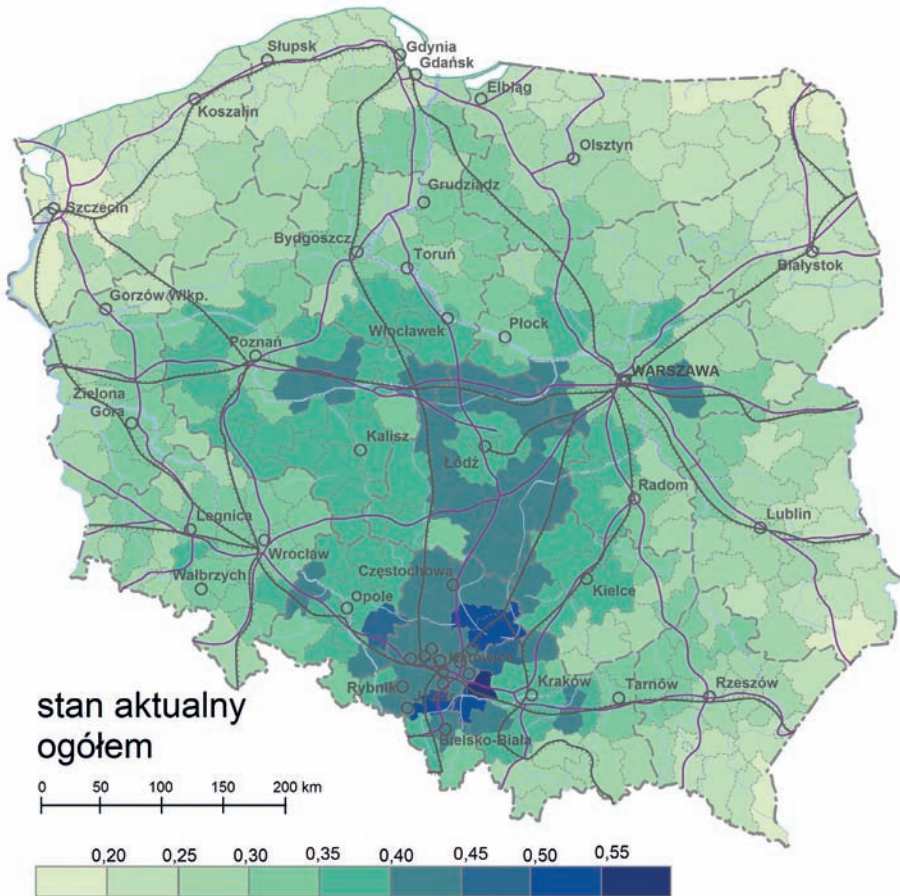 Słupsk
Gdynia
Gdańsk
Koszalin
Elbląg
Olsztyn
Szczecin
Grudziądz
Bydgoszcz
Toruń
Białystok
Gorzów Wlkp.
Włocławek
Płock
Poznań
WARSZAWA
Zielona
Góra
Kalisz
Łódź
Radom
Legnica
Lublin
Wrocław
Wałbrzych
Częstochowa
Opole
Kielce
Rybnik
Kraków
Tarnów
Rzeszów
Bielsko-Biała
stan aktualny
ogółem
0 50 100 150 200 km
0,20 0,25 0,30 0,35 0,40 0,45 0,50 0,55